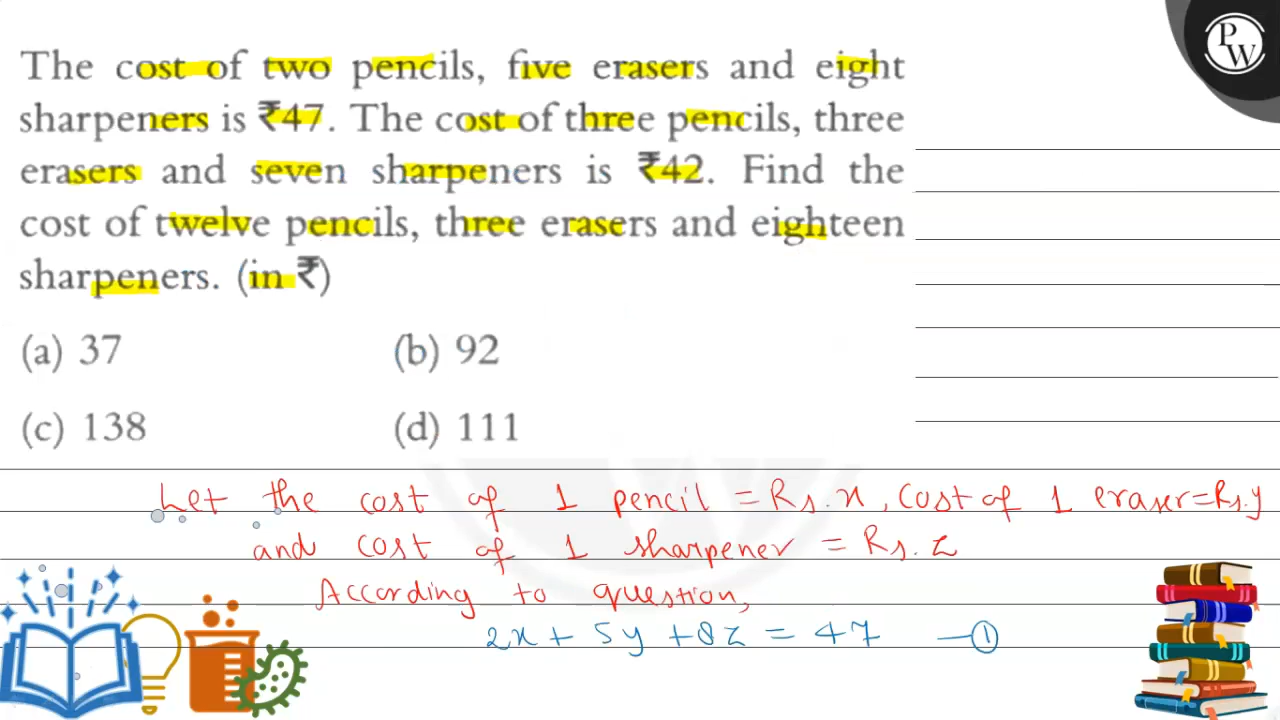 The cost of two pencils, five erasers and eight
sharpeners is ₹47. The cost of three pencils, three
erasers and seven sharpeners is ₹42. Find the
cost of twelve pencils, three erasers and eighteen
sharpeners. (in ₹)
(a) 37 (b) 92
(c) 138 (d) 111
Let the cost of 1 pencil = Rs. x, Cost of 1 eraser = Rs. y
and cost of 1 sharpener = Rs. z
According to question,
2x + 5y + 8z = 47 —①
PW